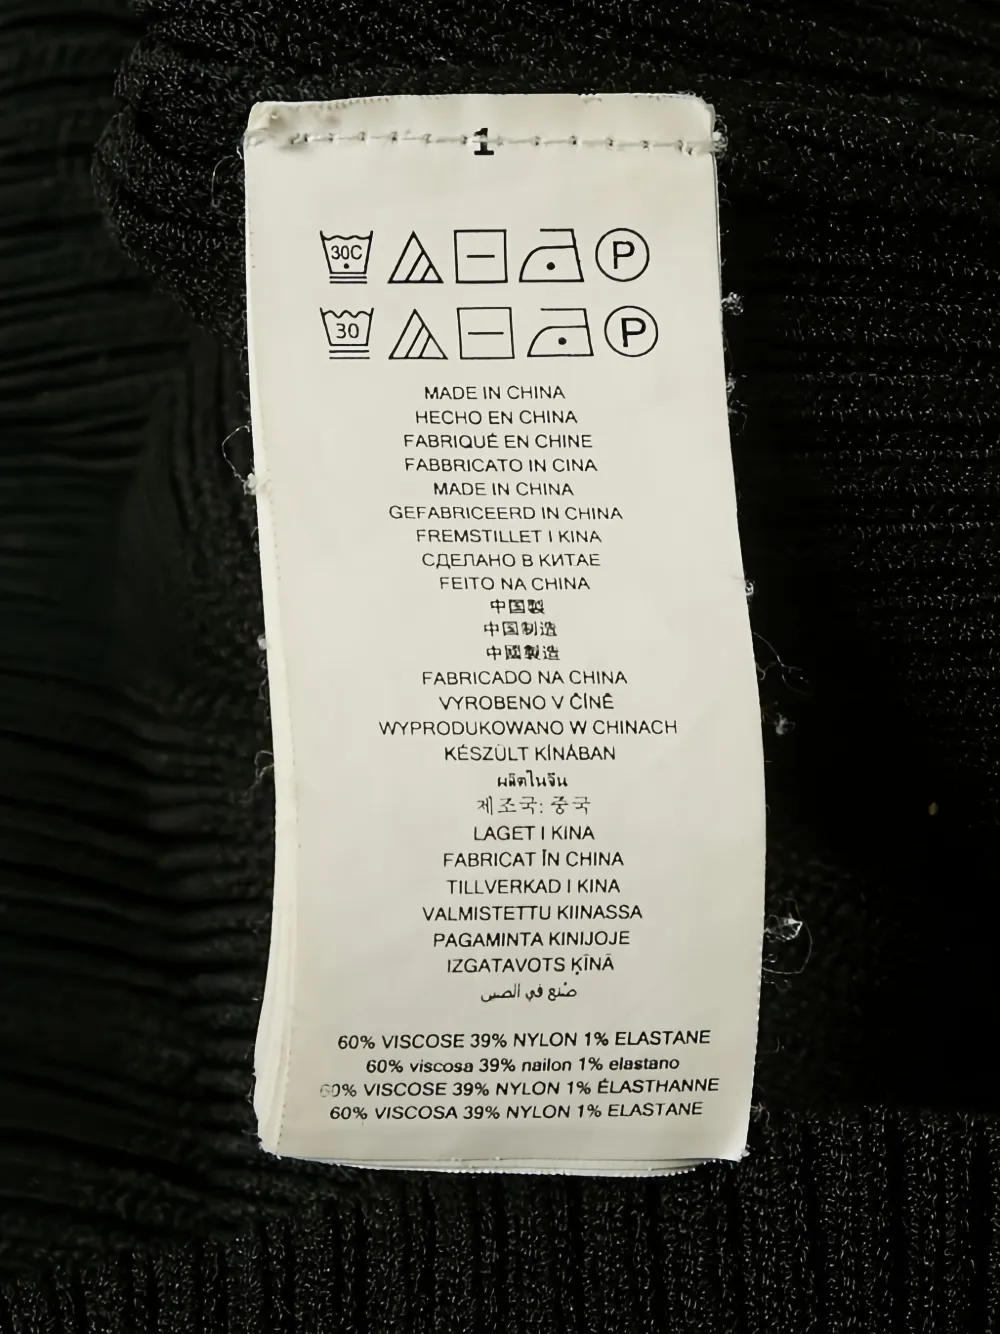 1
30C P
30 P
MADE IN CHINA
HECHO EN CHINA
FABRIQUÉ EN CHINE
FABBRICATO IN CINA
MADE IN CHINA
GEFABRICEERD IN CHINA
FREMSTILLET I KINA
СДЕЛАНО В КИТАЕ
FEITO NA CHINA
中国製
中国制造
中國製造
FABRICADO NA CHINA
VYROBENO V ČÍNĚ
WYPRODUKOWANO W CHINACH
KÉSZÜLT KÍNÁBAN
ผลิตในจีน
제조국: 중국
LAGET I KINA
FABRICAT ÎN CHINA
TILLVERKAD I KINA
VALMISTETTU KIINASSA
PAGAMINTA KINIJOJE
IZGATAVOTS ĶĪNĀ
صُنع في الصين
60% VISCOSE 39% NYLON 1% ELASTANE
60% viscosa 39% nailon 1% elastano
60% VISCOSE 39% NYLON 1% ÉLASTHANNE
60% VISCOSA 39% NYLON 1% ELASTANE